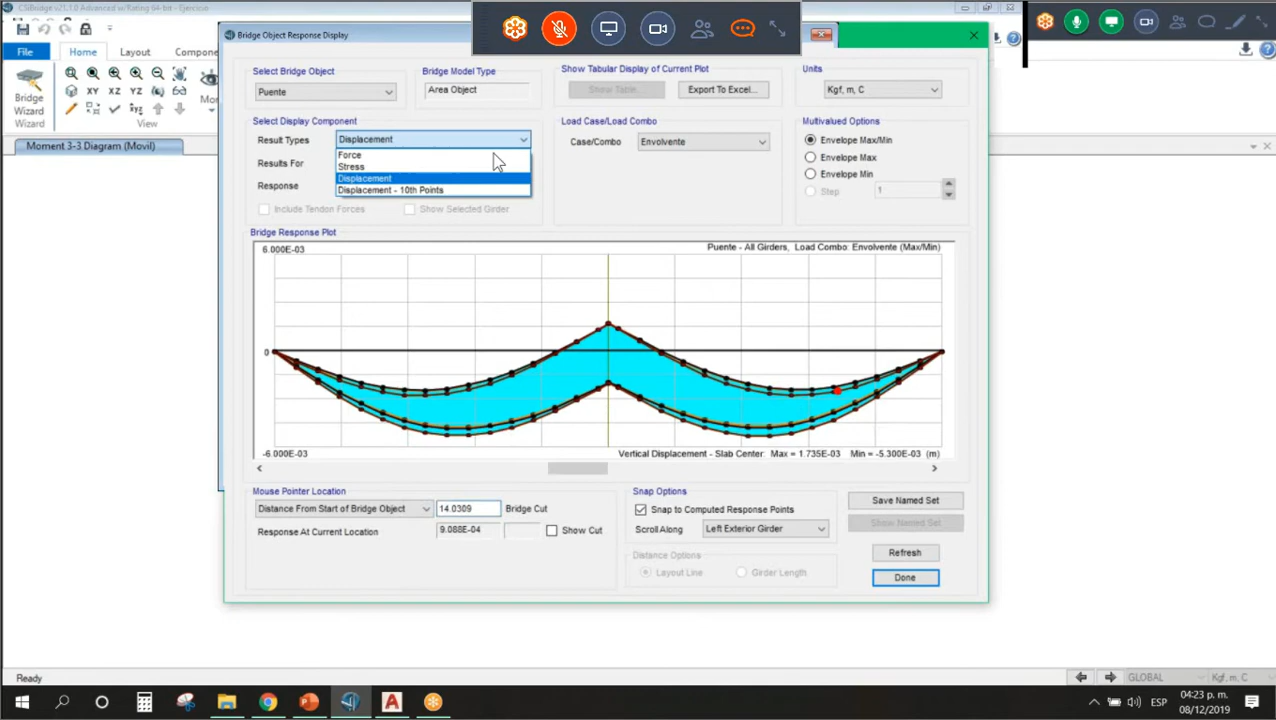 CSiBridge v21.1.0 Advanced w/Rating 64-bit - Ejercicio
File
Home
Layout
Bridge Wizard
Wizard
XY
XZ
YZ
nv
xyz
View
Moment 3-3 Diagram (Movil)
Bridge Object Response Display
Select Bridge Object
Puente
Bridge Model Type
Area Object
Show Tabular Display of Current Plot
Show Table...
Export To Excel...
Units
Kgf, m, C
Select Display Component
Result Types
Displacement
Force
Stress
Displacement
Displacement - 10th Points
Results For
Response
Include Tendon Forces
Show Selected Girder
Load Case/Load Combo
Case/Combo
Envolvente
Multivalued Options
Envelope Max/Min
Envelope Max
Envelope Min
Step
1
Bridge Response Plot
6.000E-03
Puente - All Girders, Load Combo: Envolvente (Max/Min)
0
-6.000E-03
Vertical Displacement - Slab Center: Max = 1.735E-03 Min = -5.300E-03 (m)
Mouse Pointer Location
Distance From Start of Bridge Object
14.0309
Bridge Cut
Response At Current Location
9.088E-04
Show Cut
Snap Options
Snap to Computed Response Points
Scroll Along
Left Exterior Girder
Distance Options
Layout Line
Girder Length
Save Named Set
Show Named Set
Refresh
Done
Ready
GLOBAL
Kgf, m, C
ESP
04:23 p. m.
08/12/2019